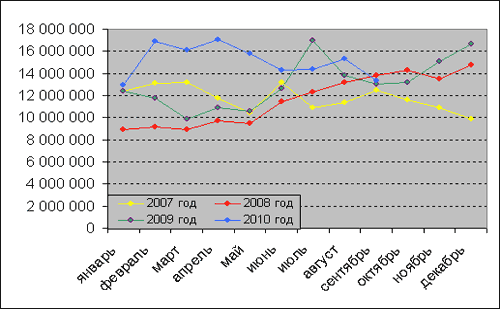 18 000 000
16 000 000
14 000 000
12 000 000
10 000 000
8 000 000
6 000 000
4 000 000
2 000 000
0
2007 год 2008 год
2009 год 2010 год
январь февраль март апрель май июнь июль август сентябрь октябрь ноябрь декабрь